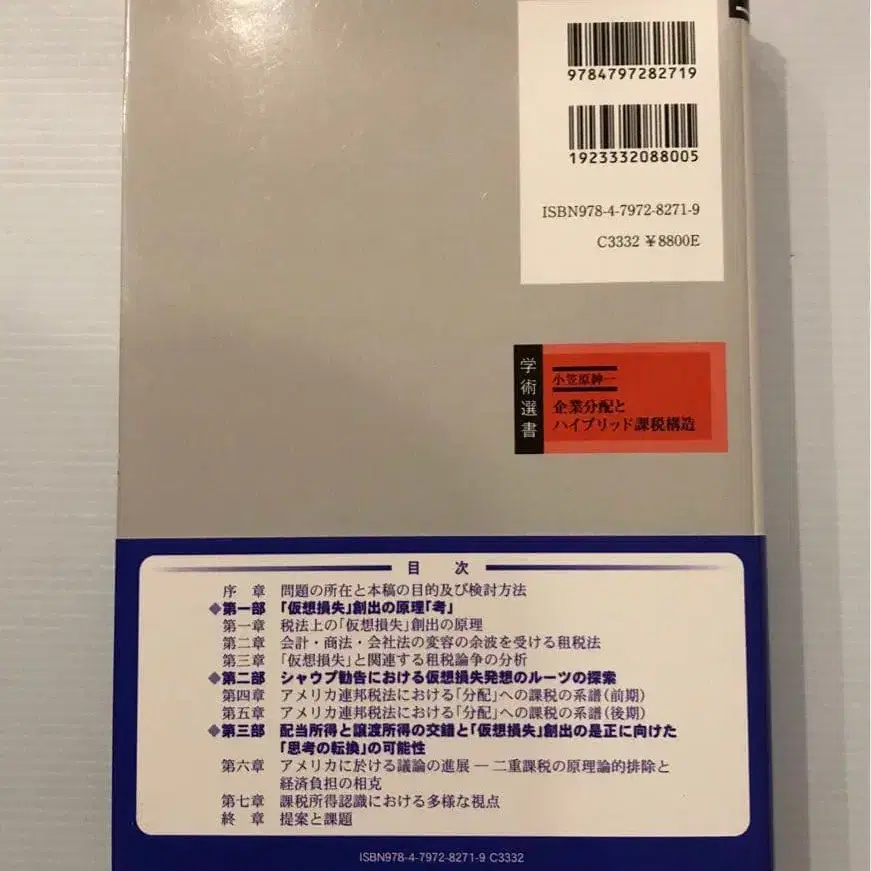 9784797282719
1923332088005
ISBN978-4-7972-8271-9
C3332 ¥8800E
学術選書
小笠原紳一
企業分配と
ハイブリッド課税構造
目 次
序 章 問題の所在と本稿の目的及び検討方法
◆第一部 「仮想損失」創出の原理「考」
第一章 税法上の「仮想損失」創出の原理
第二章 会計・商法・会社法の変容の余波を受ける租税法
第三章 「仮想損失」と関連する租税論争の分析
◆第二部 シャウプ勧告における仮想損失発想のルーツの探索
第四章 アメリカ連邦税法における「分配」への課税の系譜(前期)
第五章 アメリカ連邦税法における「分配」への課税の系譜(後期)
◆第三部 配当所得と譲渡所得の交錯と「仮想損失」創出の是正に向けた
「思考の転換」の可能性
第六章 アメリカに於ける議論の進展 ― 二重課税の原理論的排除と
経済負担の相克
第七章 課税所得認識における多様な視点
終 章 提案と課題
ISBN978-4-7972-8271-9 C3332